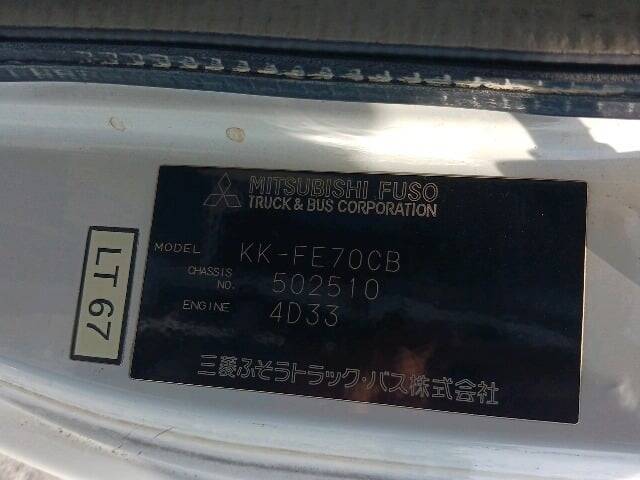 MITSUBISHI FUSO
TRUCK & BUS CORPORATION
MODEL KK-FE70CB
CHASSIS NO. 502510
ENGINE 4D33
三菱ふそうトラック・バス株式会社
LT 67